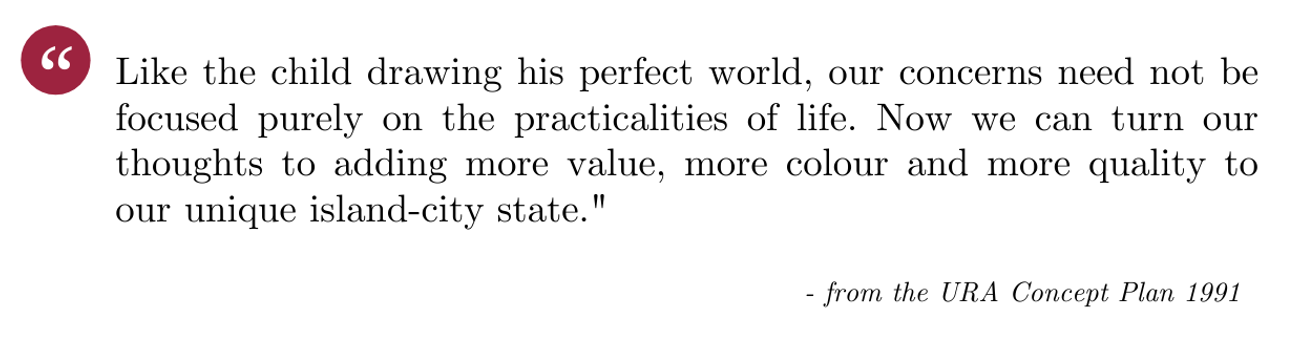 “
Like the child drawing his perfect world, our concerns need not be
focused purely on the practicalities of life. Now we can turn our
thoughts to adding more value, more colour and more quality to
our unique island-city state."
- from the URA Concept Plan 1991